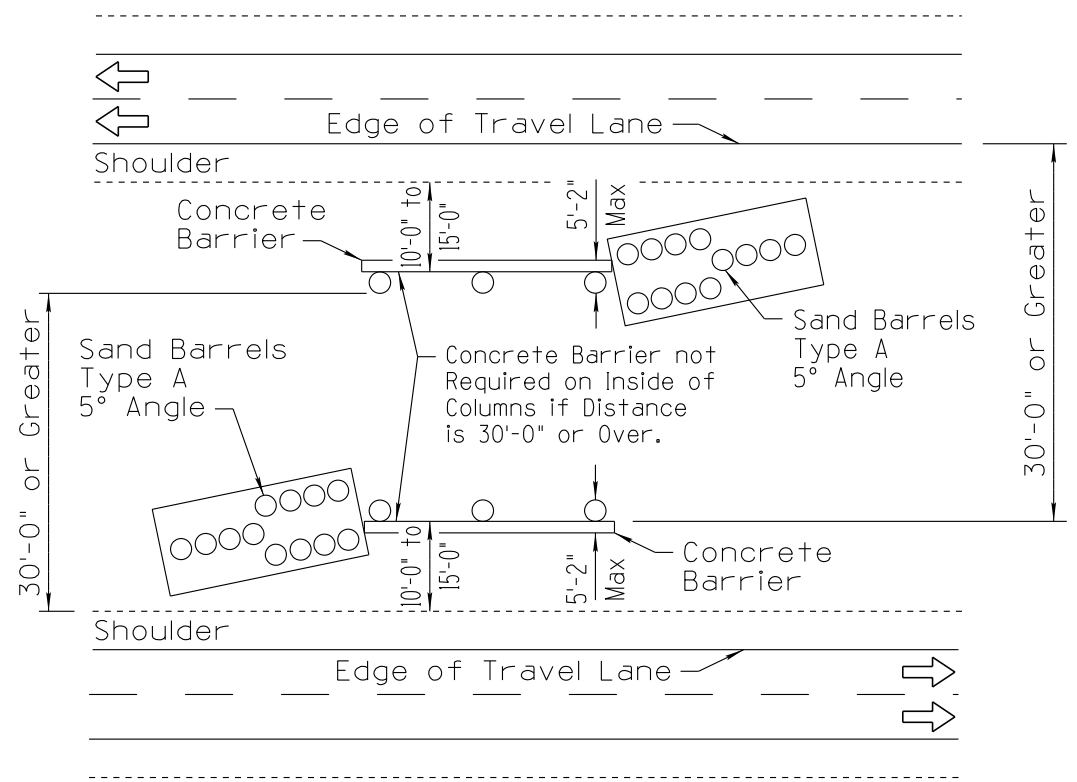 Edge of Travel Lane
Shoulder
Concrete
Barrier
10'-0" to
15'-0"
5'-2"
Max
30'-0" or Greater
Sand Barrels
Type A
5° Angle
Sand Barrels
Type A
5° Angle
Concrete Barrier not
Required on Inside of
Columns if Distance
is 30'-0" or Over.
30'-0" or Greater
10'-0" to
15'-0"
5'-2"
Max
Concrete
Barrier
Shoulder
Edge of Travel Lane